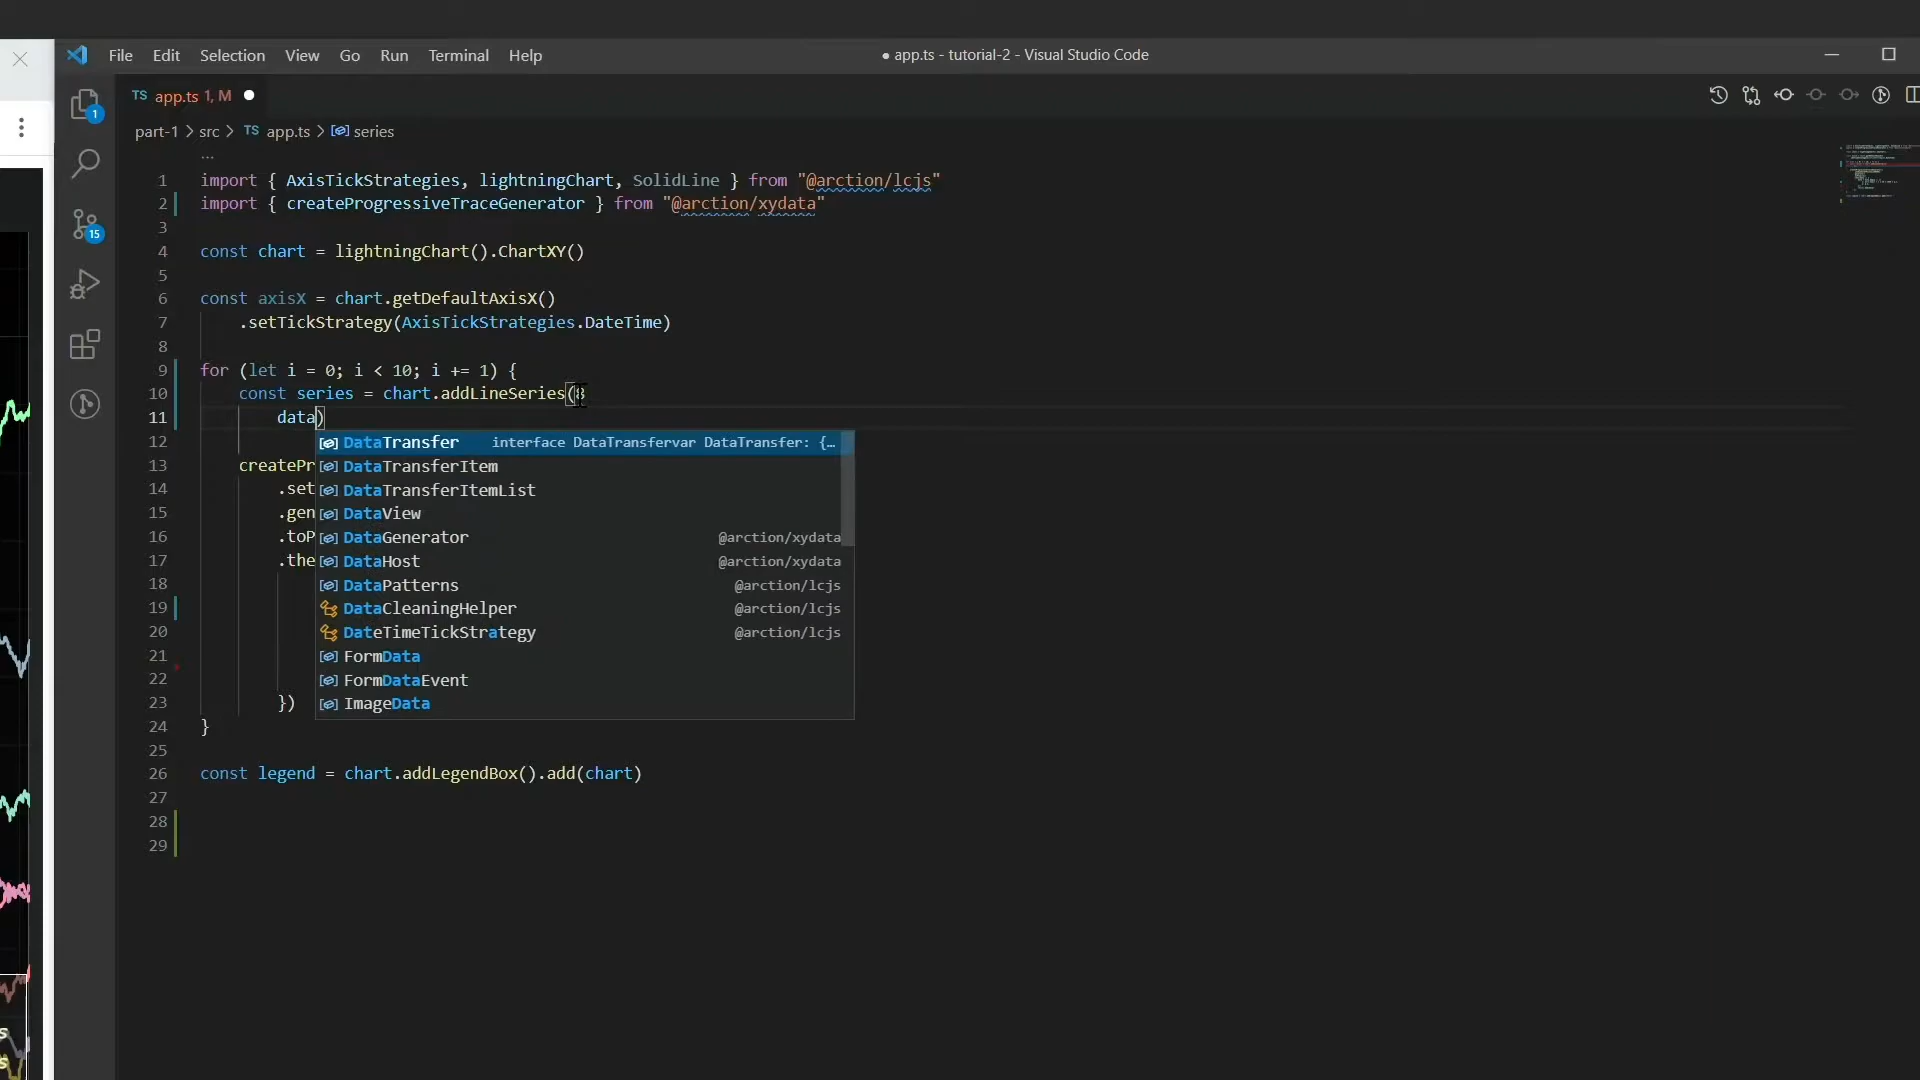 File Edit Selection View Go Run Terminal Help
● app.ts - tutorial-2 - Visual Studio Code
TS app.ts 1, M
part-1 > src > TS app.ts > series
...
1 import { AxisTickStrategies, lightningChart, SolidLine } from "@arction/lcjs"
2 import { createProgressiveTraceGenerator } from "@arction/xydata"
3
4 const chart = lightningChart().ChartXY()
5
6 const axisX = chart.getDefaultAxisX()
7 .setTickStrategy(AxisTickStrategies.DateTime)
8
9 for (let i = 0; i < 10; i += 1) {
10 const series = chart.addLineSeries(
11 data)
12
13 createPr
14 .set
15 .gen
16 .toP
17 .the
18
19
20
21
22
23 })
24 }
25
26 const legend = chart.addLegendBox().add(chart)
27
28
29
DataTransfer interface DataTransfervar DataTransfer: {…
DataTransferItem
DataTransferItemList
DataView
DataGenerator @arction/xydata
DataHost @arction/xydata
DataPatterns @arction/lcjs
DataCleaningHelper @arction/lcjs
DateTimeTickStrategy @arction/lcjs
FormData
FormDataEvent
ImageData
1
15